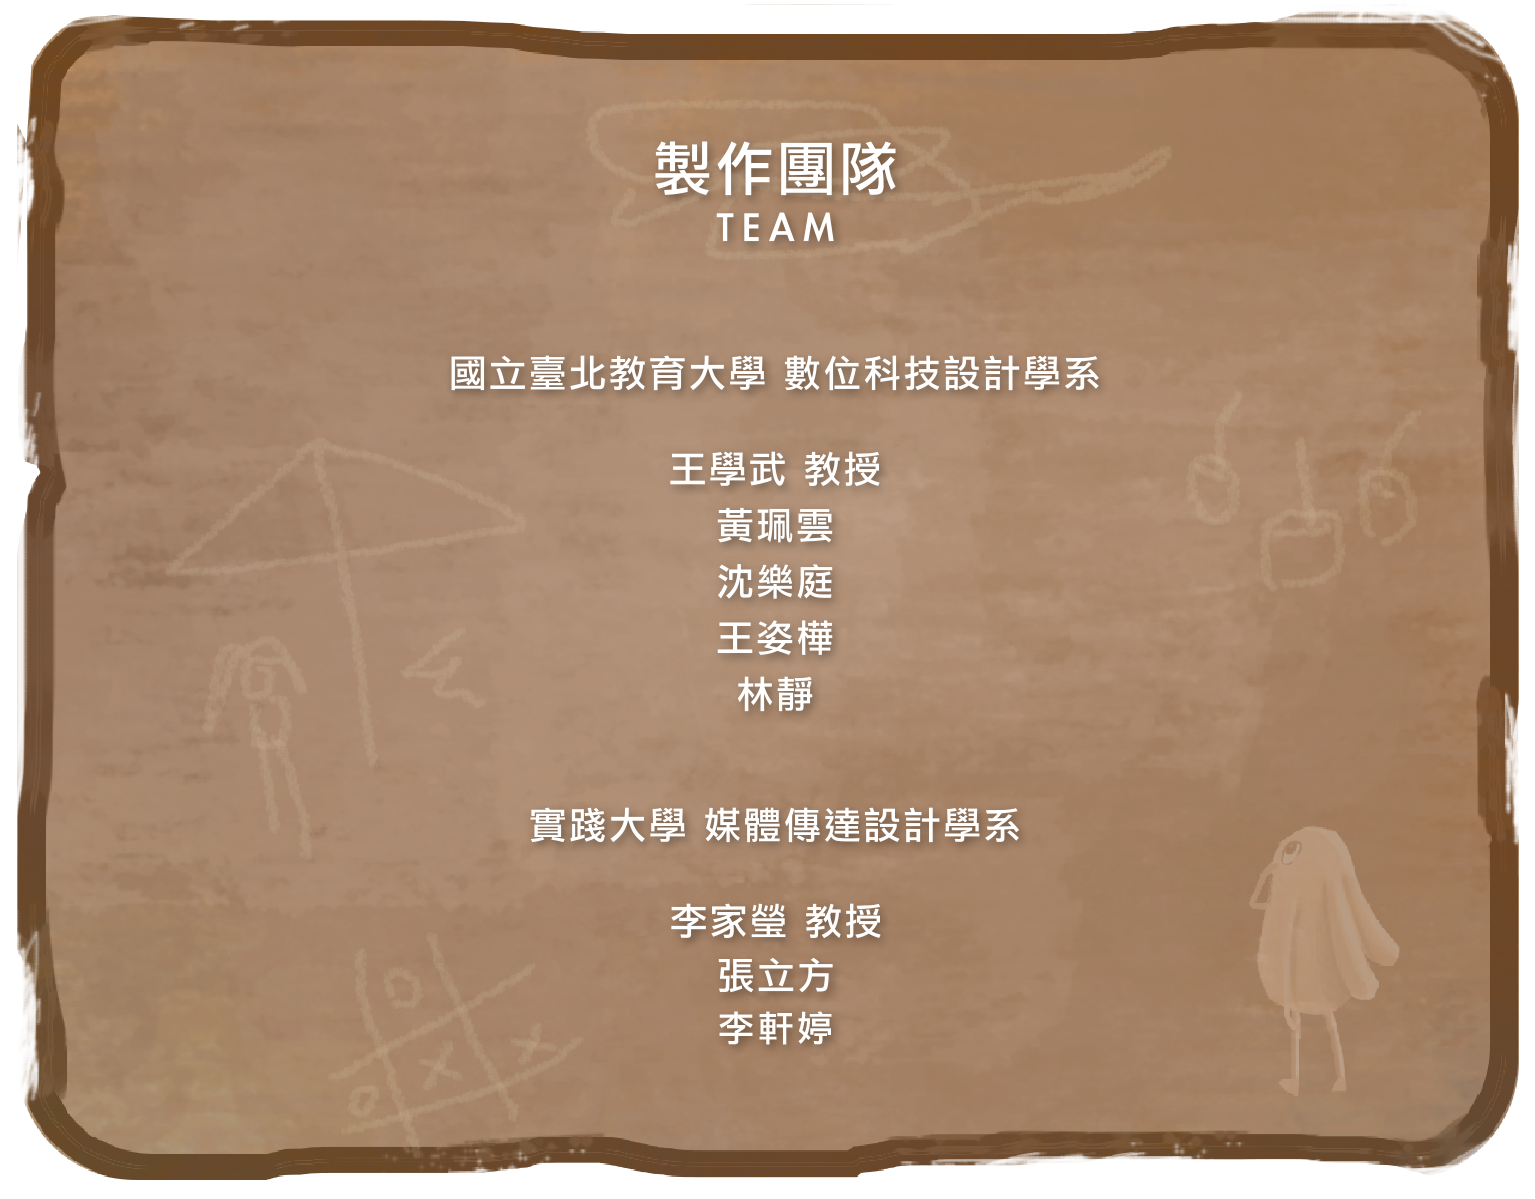 製作團隊
TEAM
國立臺北教育大學 數位科技設計學系
王學武 教授
黃珮雲
沈樂庭
王姿樺
林靜
實踐大學 媒體傳達設計學系
李家瑩 教授
張立方
李軒婷